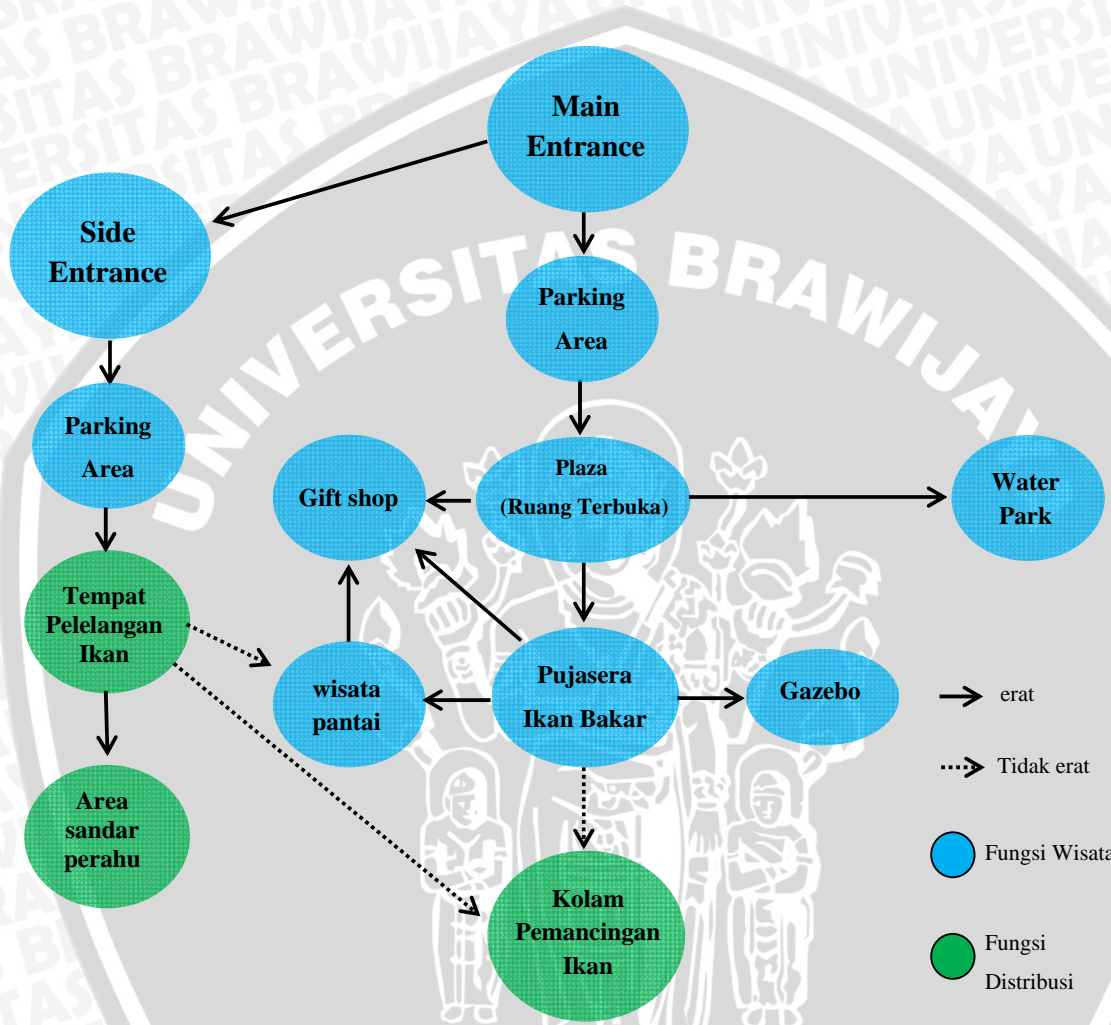 Main
Entrance
Side
Entrance
Parking
Area
Parking
Area
Gift shop
Plaza
(Ruang Terbuka)
Water
Park
Tempat
Pelelangan
Ikan
wisata
pantai
Pujasera
Ikan Bakar
Gazebo
Area
sandar
perahu
Kolam
Pemancingan
Ikan
erat
Tidak erat
Fungsi Wisata
Fungsi
Distribusi
UNIVERSITAS BRAWIJAY